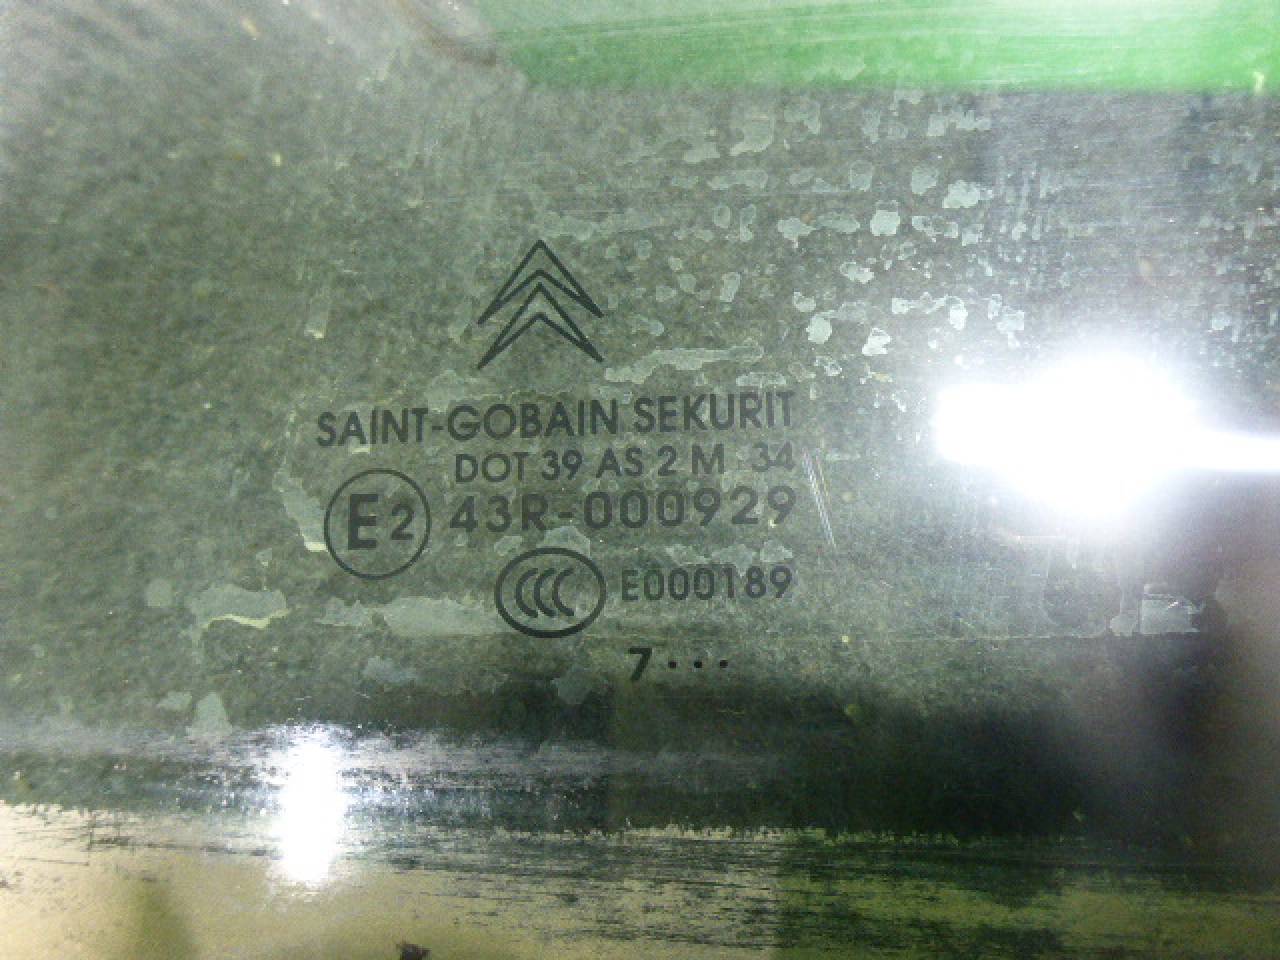 SAINT-GOBAIN SEKURIT
DOT 39 AS 2 M 34
E2 43R-000929
CCC E000189
7...